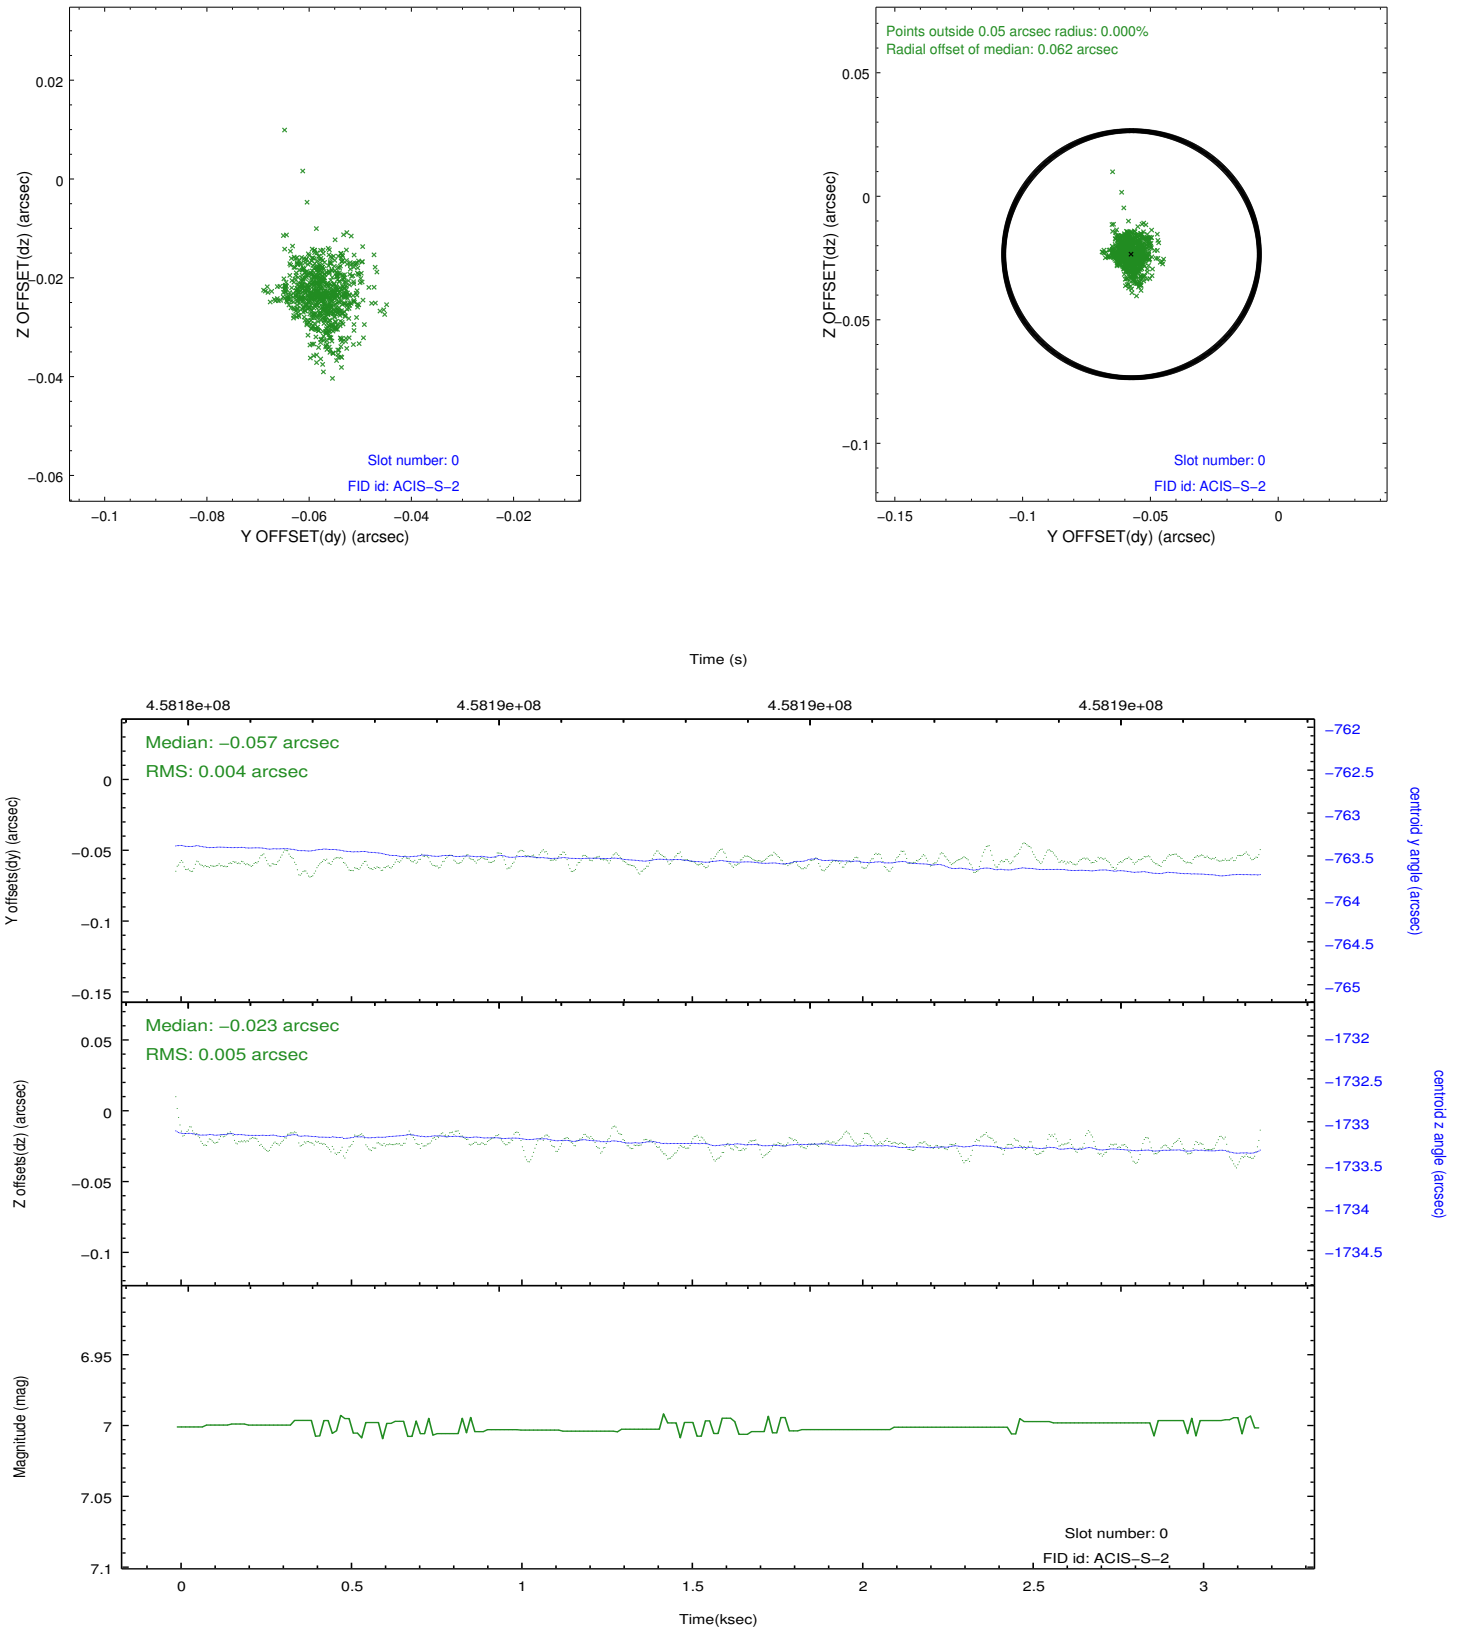 0.02
0
−0.02
−0.04
−0.06
Z OFFSET(dz) (arcsec)
Slot number: 0
FID id: ACIS−S−2
−0.1
−0.08
−0.06
−0.04
−0.02
Y OFFSET(dy) (arcsec)
Points outside 0.05 arcsec radius: 0.000%
Radial offset of median: 0.062 arcsec
0.05
0
−0.05
−0.1
Z OFFSET(dz) (arcsec)
Slot number: 0
FID id: ACIS−S−2
−0.15
−0.1
−0.05
0
Y OFFSET(dy) (arcsec)
Time (s)
4.5818e+08
4.5819e+08
4.5819e+08
4.5819e+08
Median: −0.057 arcsec
RMS: 0.004 arcsec
0
−0.05
−0.1
−0.15
Y offsets(dy) (arcsec)
−762
−762.5
−763
−763.5
−764
−764.5
−765
centroid y angle (arcsec)
Median: −0.023 arcsec
RMS: 0.005 arcsec
0.05
0
−0.05
−0.1
Z offsets(dz) (arcsec)
−1732
−1732.5
−1733
−1733.5
−1734
−1734.5
centroid z angle (arcsec)
6.95
7
7.05
7.1
Magnitude (mag)
Slot number: 0
FID id: ACIS−S−2
0
0.5
1
1.5
2
2.5
3
Time(ksec)